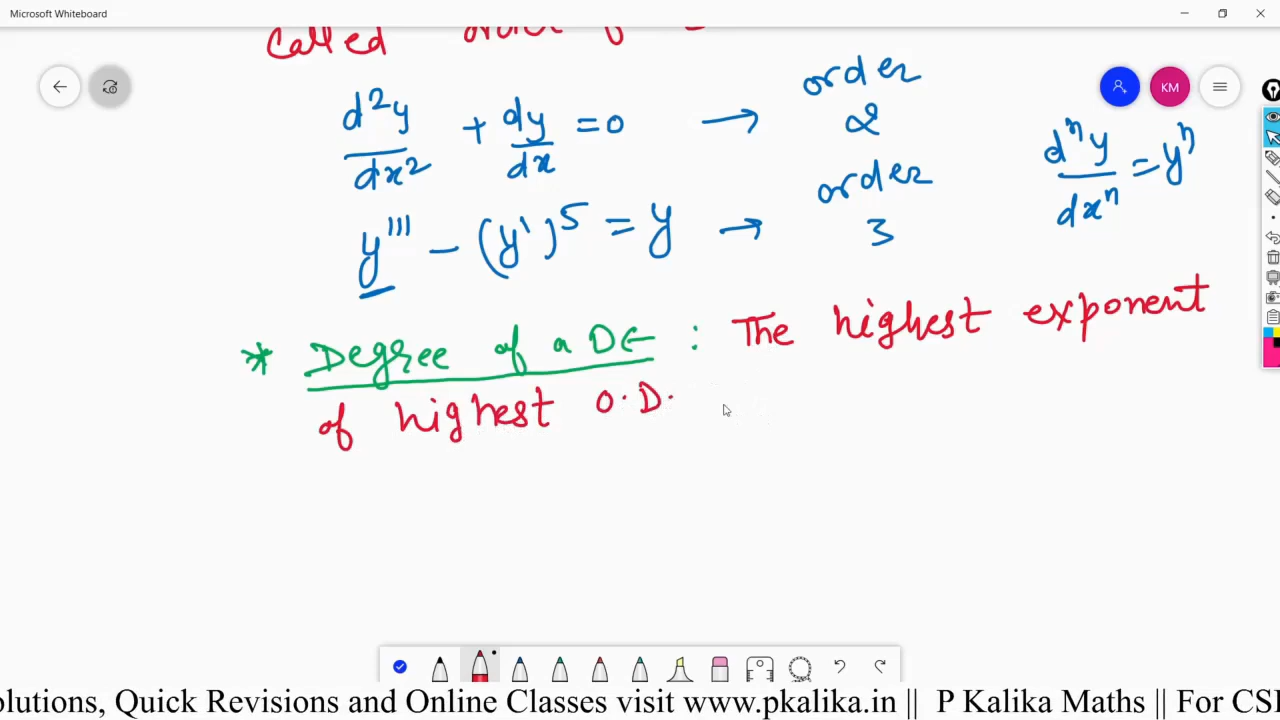 Microsoft Whiteboard
called order of
d²y/dx² + dy/dx = 0 → order 2
dⁿy/dxⁿ = yⁿ
y''' - (y')⁵ = y → order 3
KM
* Degree of a DE : The highest exponent
of highest O.D.
olutions, Quick Revisions and Online Classes visit www.pkalika.in || P Kalika Maths || For CSI